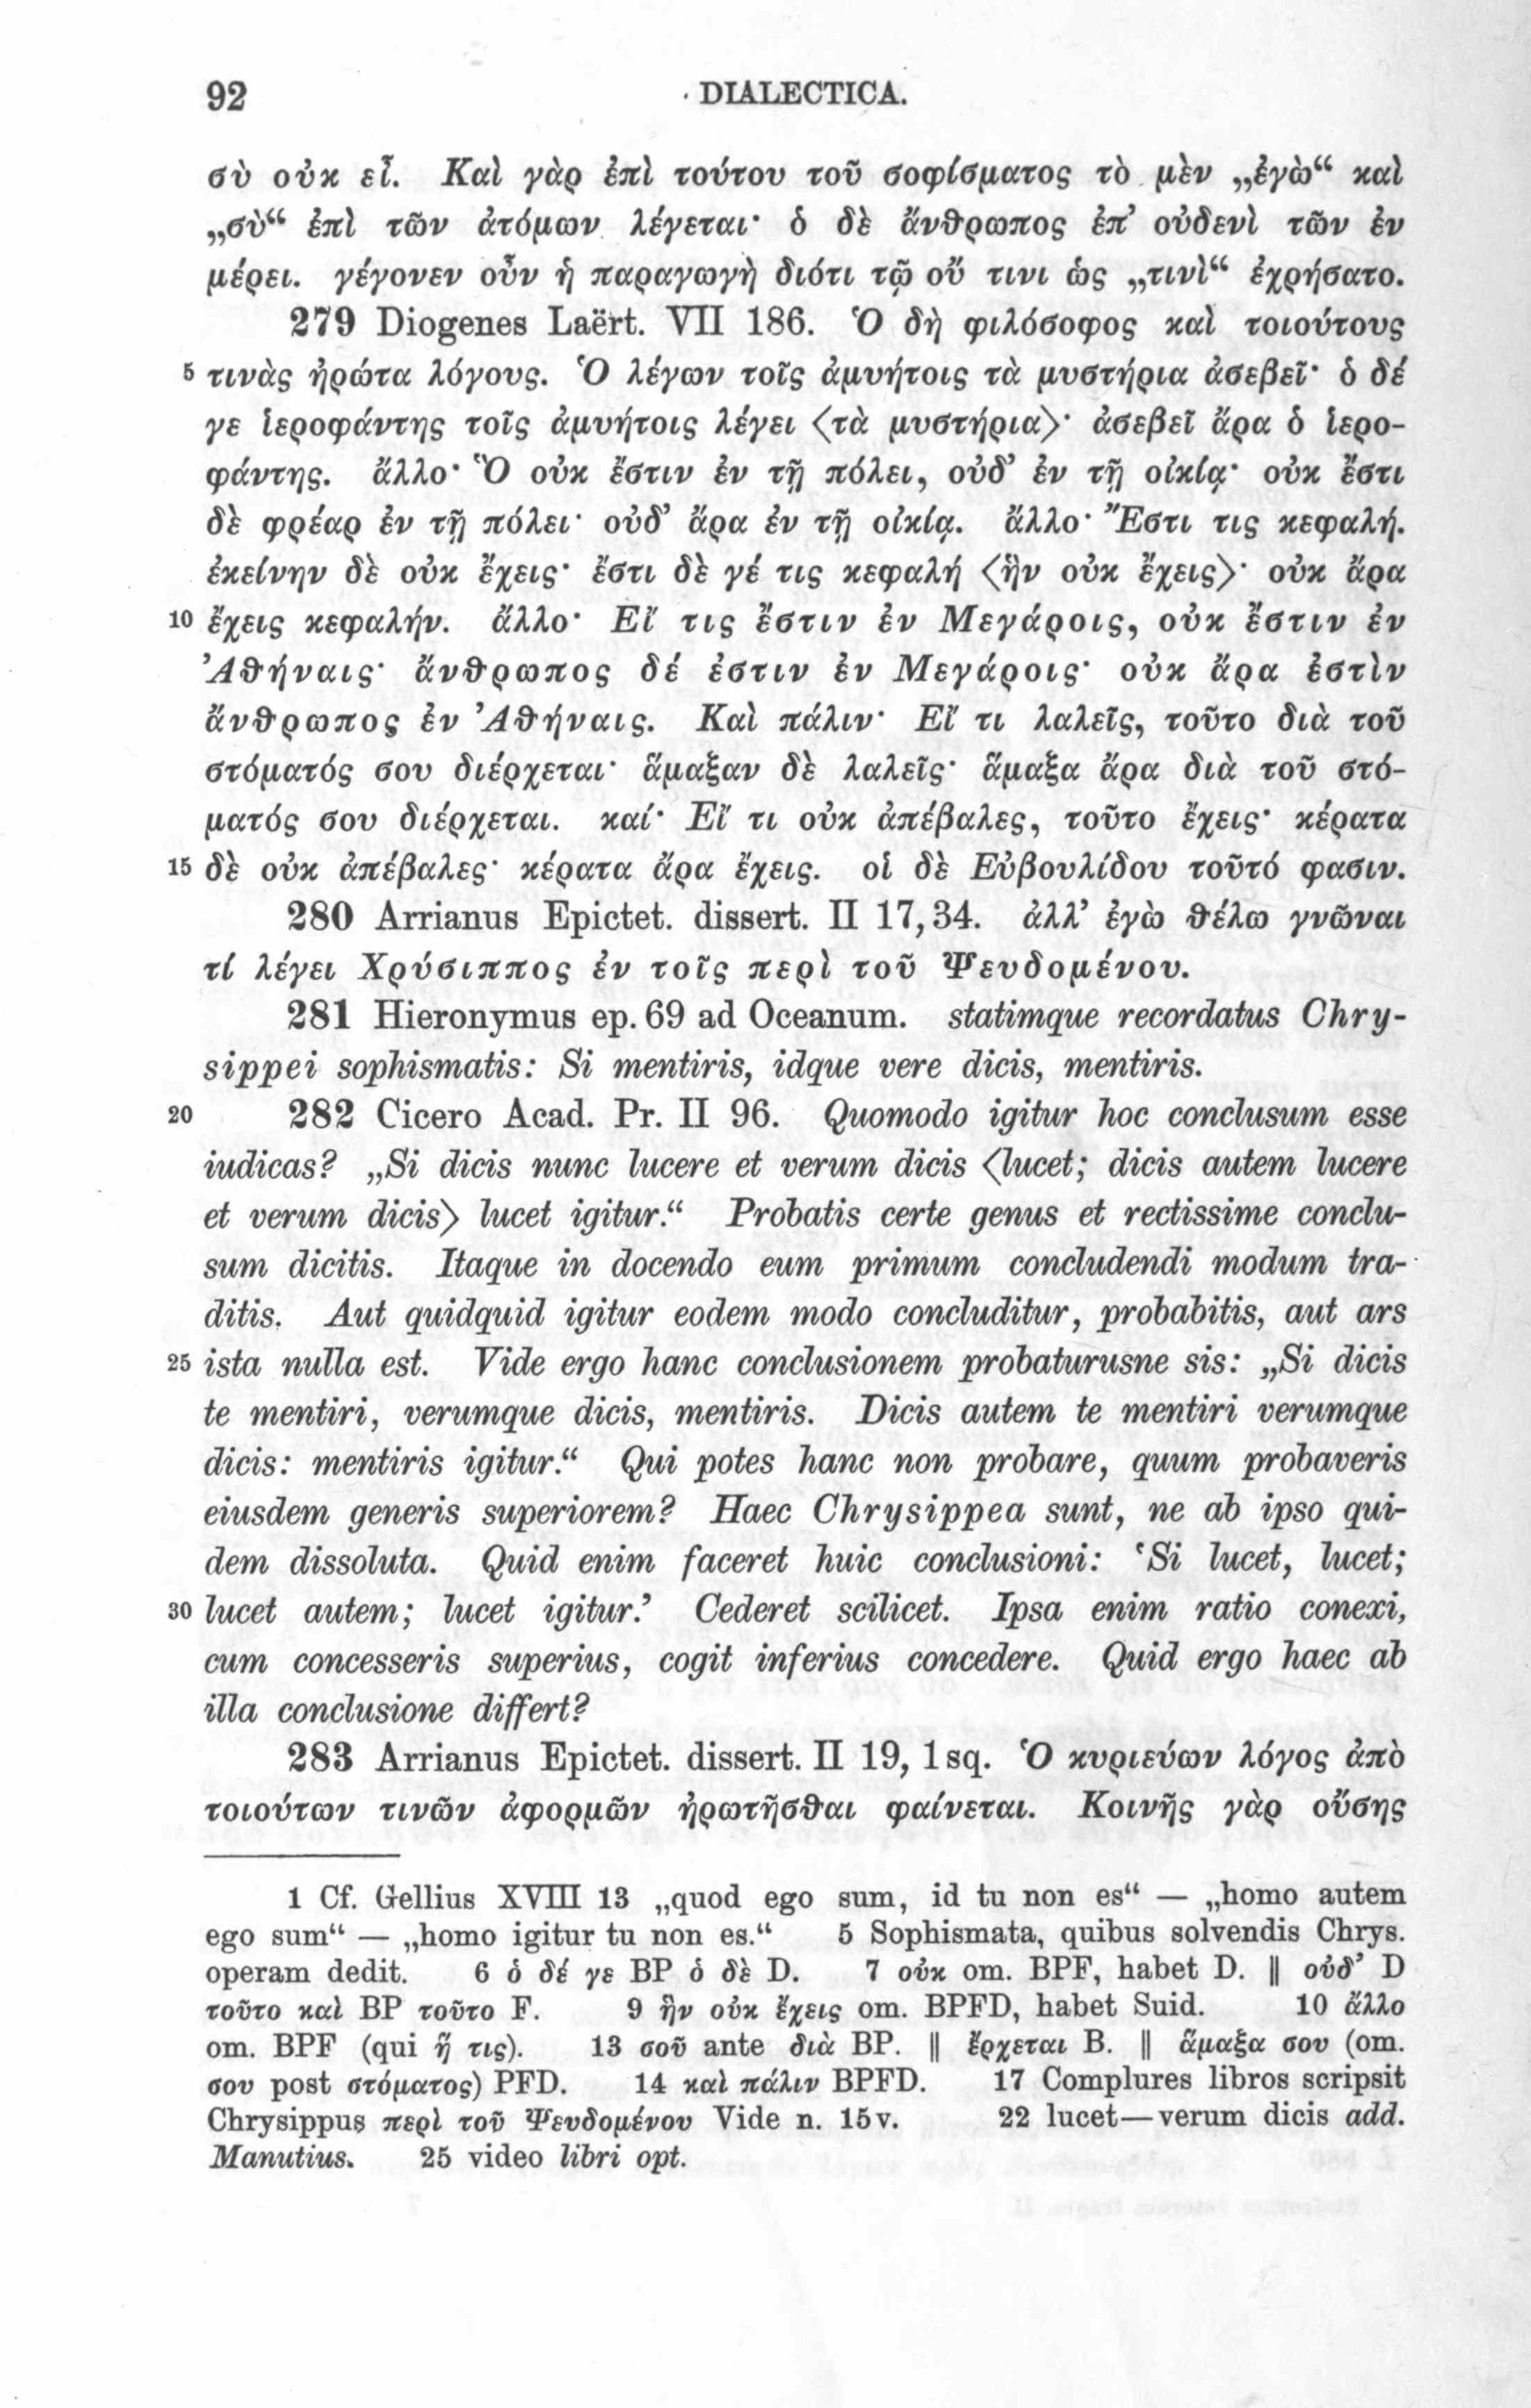 92 DIALECTICA.
σὺ οὐκ εἶ. Καὶ γὰρ ἐπὶ τούτου τοῦ σοφίσματος τὸ μὲν „ἐγὼ“ καὶ
„σὺ“ ἐπὶ τῶν ἀτόμων λέγεται· ὁ δὲ ἄνθρωπος ἐπ’ οὐδενὶ τῶν ἐν
μέρει. γέγονεν οὖν ἡ παραγωγὴ διότι τῷ οὔ τινι ὡς „τινὶ“ ἐχρήσατο.
279 Diogenes Laërt. VII 186. Ὁ δὴ φιλόσοφος καὶ τοιούτους
5 τινὰς ἠρώτα λόγους. Ὁ λέγων τοῖς ἀμυήτοις τὰ μυστήρια ἀσεβεῖ· ὁ δέ
γε ἱεροφάντης τοῖς ἀμυήτοις λέγει 〈τὰ μυστήρια〉· ἀσεβεῖ ἄρα ὁ ἱερο-
φάντης. ἄλλο· Ὃ οὐκ ἔστιν ἐν τῇ πόλει, οὐδ’ ἐν τῇ οἰκίᾳ· οὐκ ἔστι
δὲ φρέαρ ἐν τῇ πόλει· οὐδ’ ἄρα ἐν τῇ οἰκίᾳ. ἄλλο· Ἔστι τις κεφαλή.
ἐκείνην δὲ οὐκ ἔχεις· ἔστι δὲ γέ τις κεφαλή 〈ἣν οὐκ ἔχεις〉· οὐκ ἄρα
10 ἔχεις κεφαλήν. ἄλλο· Εἴ τις ἔστιν ἐν Μεγάροις, οὐκ ἔστιν ἐν
Ἀθήναις· ἄνθρωπος δέ ἐστιν ἐν Μεγάροις· οὐκ ἄρα ἐστὶν
ἄνθρωπος ἐν Ἀθήναις. Καὶ πάλιν· Εἴ τι λαλεῖς, τοῦτο διὰ τοῦ
στόματός σου διέρχεται· ἅμαξαν δὲ λαλεῖς· ἅμαξα ἄρα διὰ τοῦ στό-
ματός σου διέρχεται. καί· Εἴ τι οὐκ ἀπέβαλες, τοῦτο ἔχεις· κέρατα
15 δὲ οὐκ ἀπέβαλες· κέρατα ἄρα ἔχεις. οἱ δὲ Εὐβουλίδου τοῦτό φασιν.
280 Arrianus Epictet. dissert. II 17,34. ἀλλ’ ἐγὼ θέλω γνῶναι
τί λέγει Χρύσιππος ἐν τοῖς περὶ τοῦ Ψευδομένου.
281 Hieronymus ep. 69 ad Oceanum. statimque recordatus Chry-
sippei sophismatis: Si mentiris, idque vere dicis, mentiris.
20 282 Cicero Acad. Pr. II 96. Quomodo igitur hoc conclusum esse
iudicas? „Si dicis nunc lucere et verum dicis 〈lucet; dicis autem lucere
et verum dicis〉 lucet igitur.“ Probatis certe genus et rectissime conclu-
sum dicitis. Itaque in docendo eum primum concludendi modum tra-
ditis. Aut quidquid igitur eodem modo concluditur, probabitis, aut ars
25 ista nulla est. Vide ergo hanc conclusionem probaturusne sis: „Si dicis
te mentiri, verumque dicis, mentiris. Dicis autem te mentiri verumque
dicis: mentiris igitur.“ Qui potes hanc non probare, quum probaveris
eiusdem generis superiorem? Haec Chrysippea sunt, ne ab ipso qui-
dem dissoluta. Quid enim faceret huic conclusioni: ‘Si lucet, lucet;
30 lucet autem; lucet igitur.’ Cederet scilicet. Ipsa enim ratio conexi,
cum concesseris superius, cogit inferius concedere. Quid ergo haec ab
illa conclusione differt?
283 Arrianus Epictet. dissert. II 19, 1 sq. Ὁ κυριεύων λόγος ἀπὸ
τοιούτων τινῶν ἀφορμῶν ἠρωτῆσθαι φαίνεται. Κοινῆς γὰρ οὔσης
1 Cf. Gellius XVIII 13 „quod ego sum, id tu non es“ — „homo autem
ego sum“ — „homo igitur tu non es.“ 5 Sophismata, quibus solvendis Chrys.
operam dedit. 6 ὁ δέ γε BP ὁ δὲ D. 7 οὐκ om. BPF, habet D. || οὐδ’ D
τοῦτο καὶ BP τοῦτο F. 9 ἣν οὐκ ἔχεις om. BPFD, habet Suid. 10 ἄλλο
om. BPF (qui ἤ τις). 13 σοῦ ante διὰ BP. || ἔρχεται B. || ἅμαξα σου (om.
σου post στόματος) PFD. 14 καὶ πάλιν BPFD. 17 Complures libros scripsit
Chrysippus περὶ τοῦ Ψευδομένου Vide n. 15 v. 22 lucet—verum dicis add.
Manutius. 25 video libri opt.